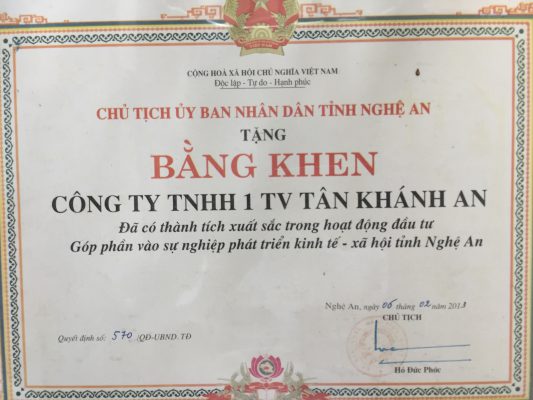 CỘNG HOÀ XÃ HỘI CHỦ NGHĨA VIỆT NAM
Độc lập - Tự do - Hạnh phúc
CHỦ TỊCH ỦY BAN NHÂN DÂN TỈNH NGHỆ AN
TẶNG
BẰNG KHEN
CÔNG TY TNHH 1 TV TÂN KHÁNH AN
Đã có thành tích xuất sắc trong hoạt động đầu tư
Góp phần vào sự nghiệp phát triển kinh tế - xã hội tỉnh Nghệ An
Nghệ An, ngày 06 tháng 02 năm 2013
CHỦ TỊCH
Quyết định số: 570 /QĐ-UBND.TĐ
Hồ Đức Phớc